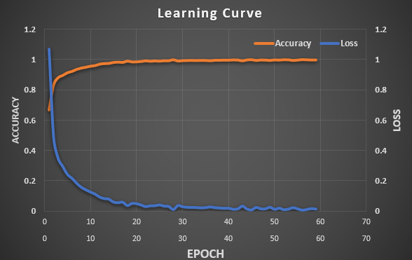 Learning Curve
1.2 1.2
Accuracy Loss
1 1
0.8 0.8
0.6 0.6
0.4 0.4
0.2 0.2
0 0
ACCURACY
LOSS
0 10 20 30 40 50 60 70
0 10 20 30 40 50 60 70
EPOCH